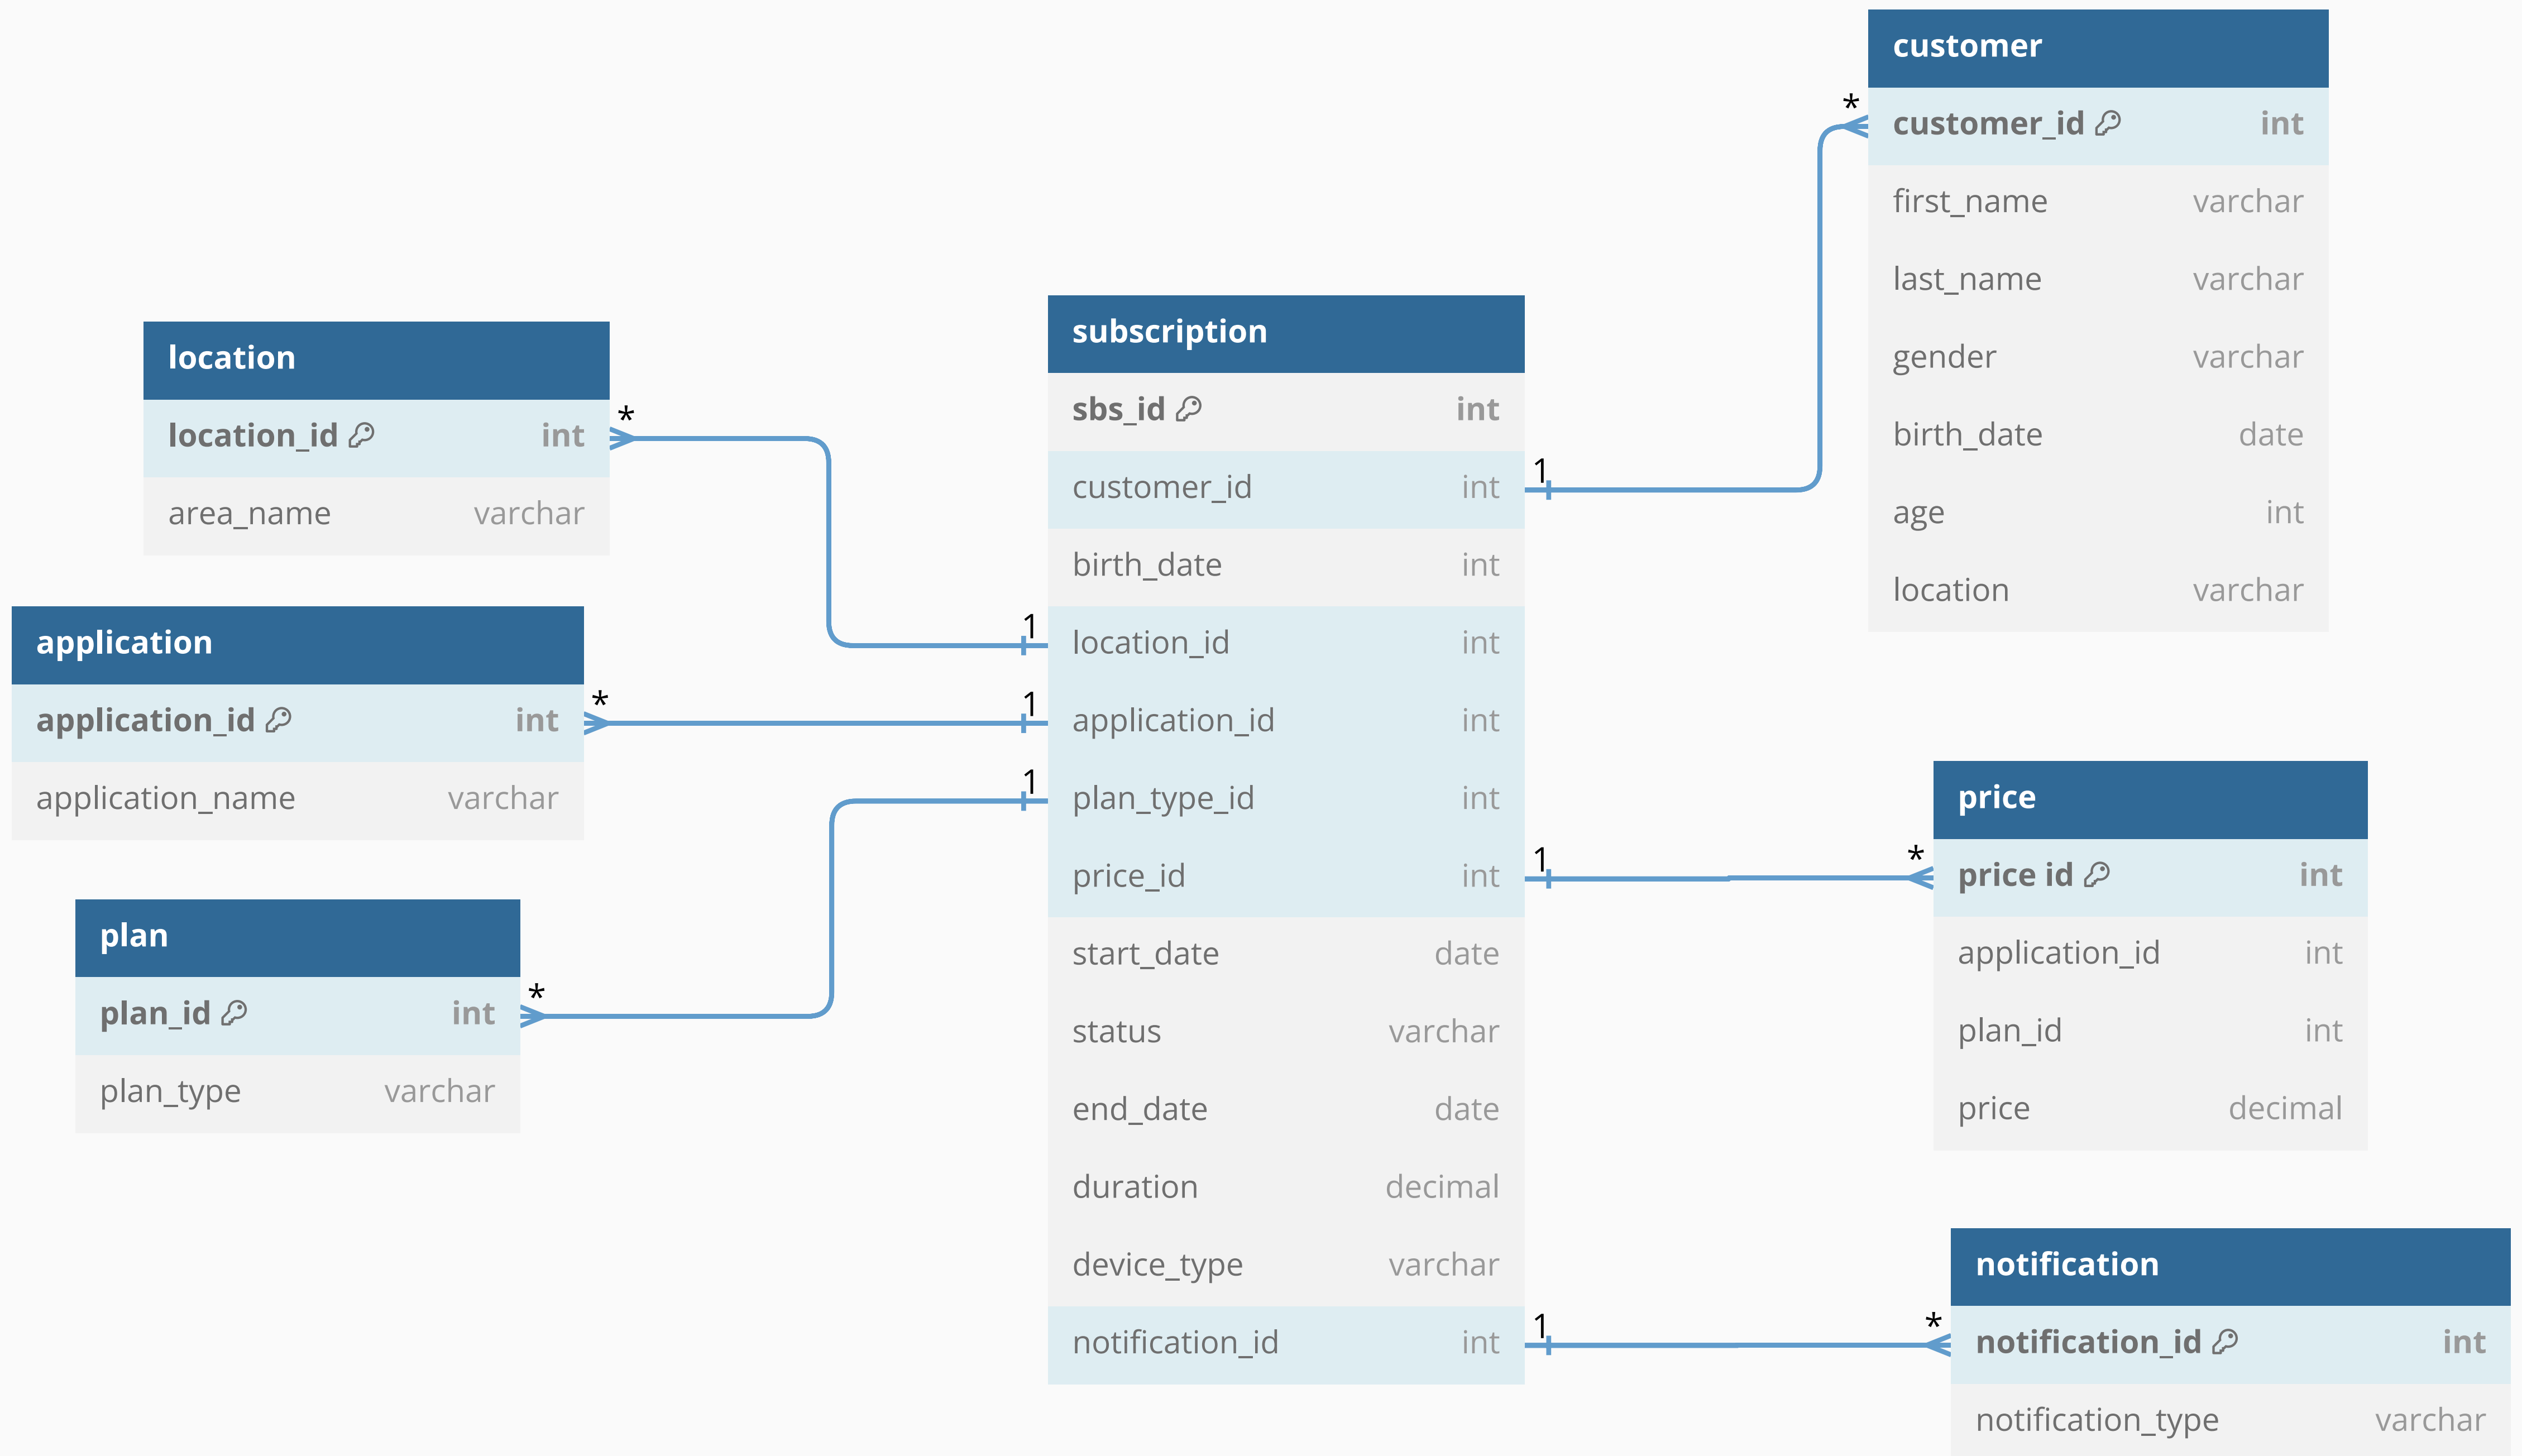 customer
* customer_id int
first_name varchar
last_name varchar
gender varchar
birth_date date
age int
location varchar
location
location_id int *
area_name varchar
application
application_id int *
application_name varchar
plan
plan_id int *
plan_type varchar
subscription
sbs_id int
customer_id int 1
birth_date int
1 location_id int
1 application_id int
1 plan_type_id int
price_id int 1
start_date date
status varchar
end_date date
duration decimal
device_type varchar
notification_id int 1
price
* price id int
application_id int
plan_id int
price decimal
notification
* notification_id int
notification_type varchar